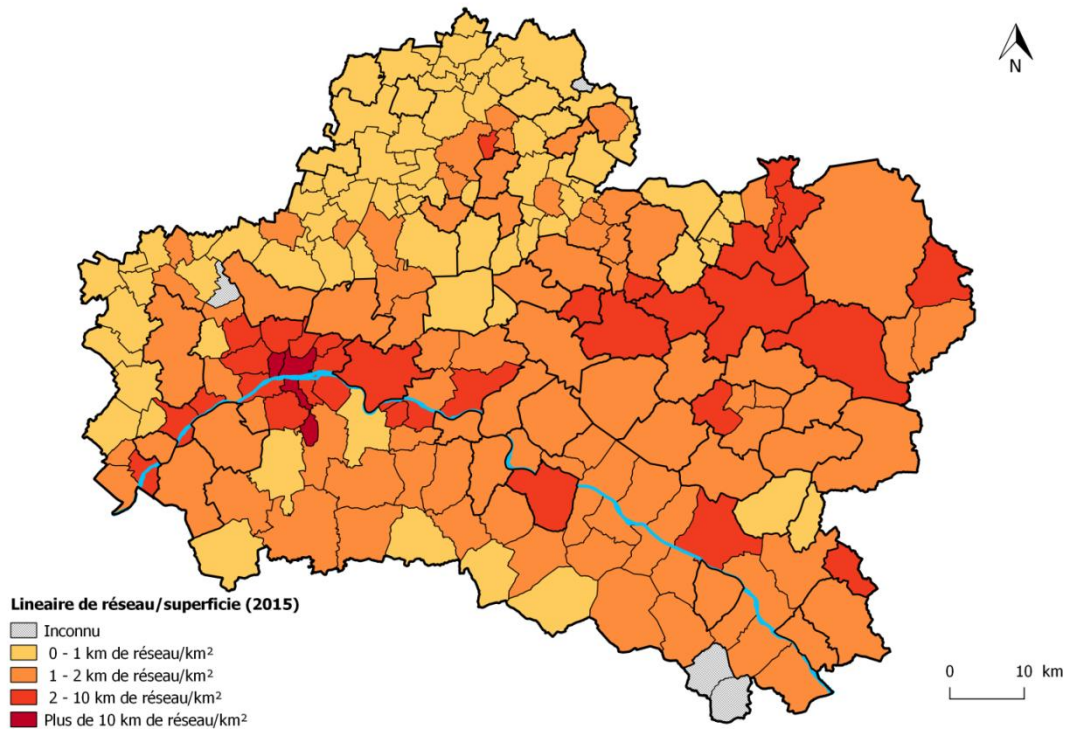 N
Lineaire de réseau/superficie (2015)
Inconnu
0 - 1 km de réseau/km²
1 - 2 km de réseau/km²
2 - 10 km de réseau/km²
Plus de 10 km de réseau/km²
0 10 km